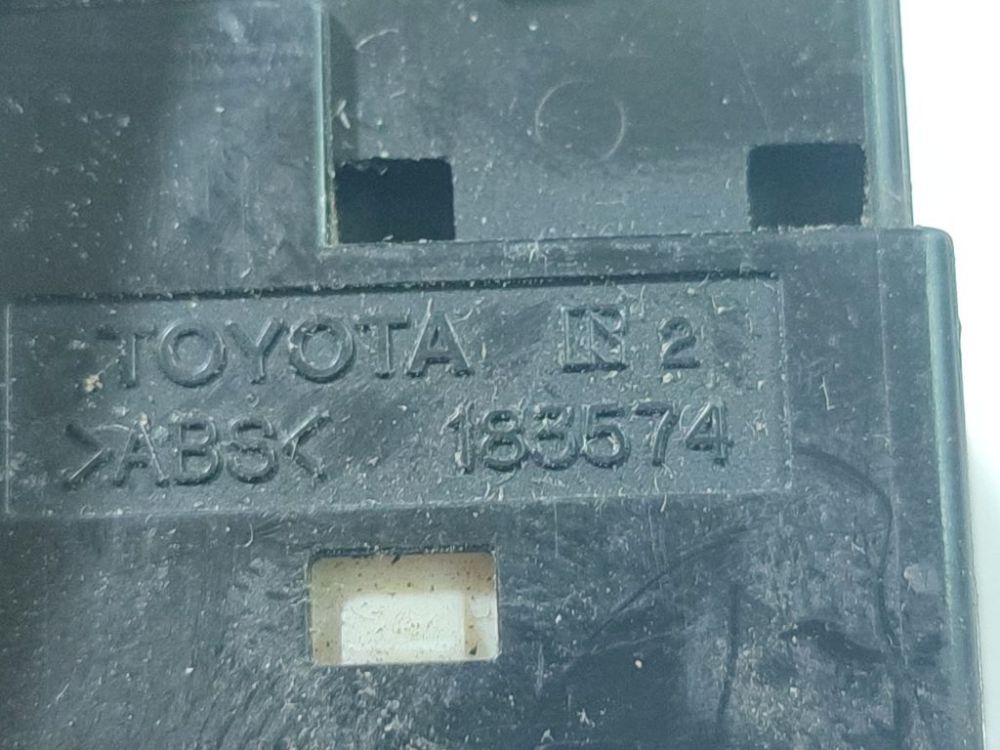 TOYOTA N 2
>ABS< 183574